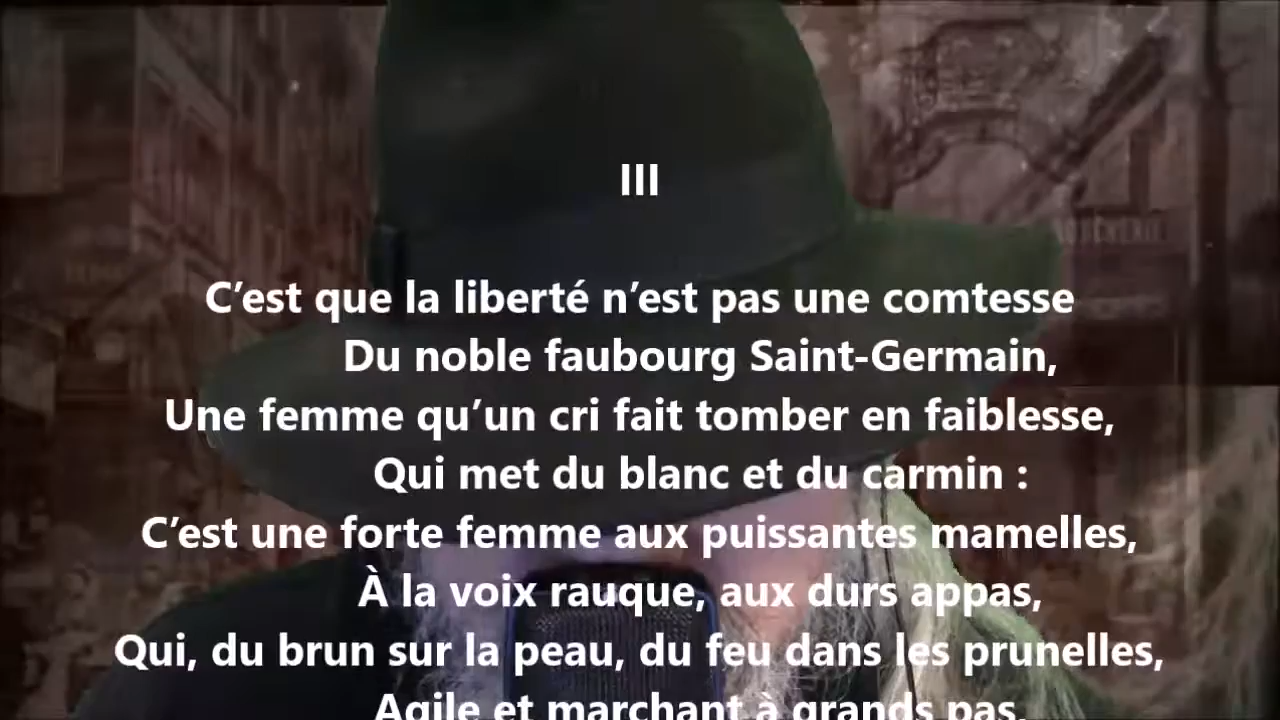 III
C’est que la liberté n’est pas une comtesse
Du noble faubourg Saint-Germain,
Une femme qu’un cri fait tomber en faiblesse,
Qui met du blanc et du carmin :
C’est une forte femme aux puissantes mamelles,
À la voix rauque, aux durs appas,
Qui, du brun sur la peau, du feu dans les prunelles,
Agile et marchant à grands pas,